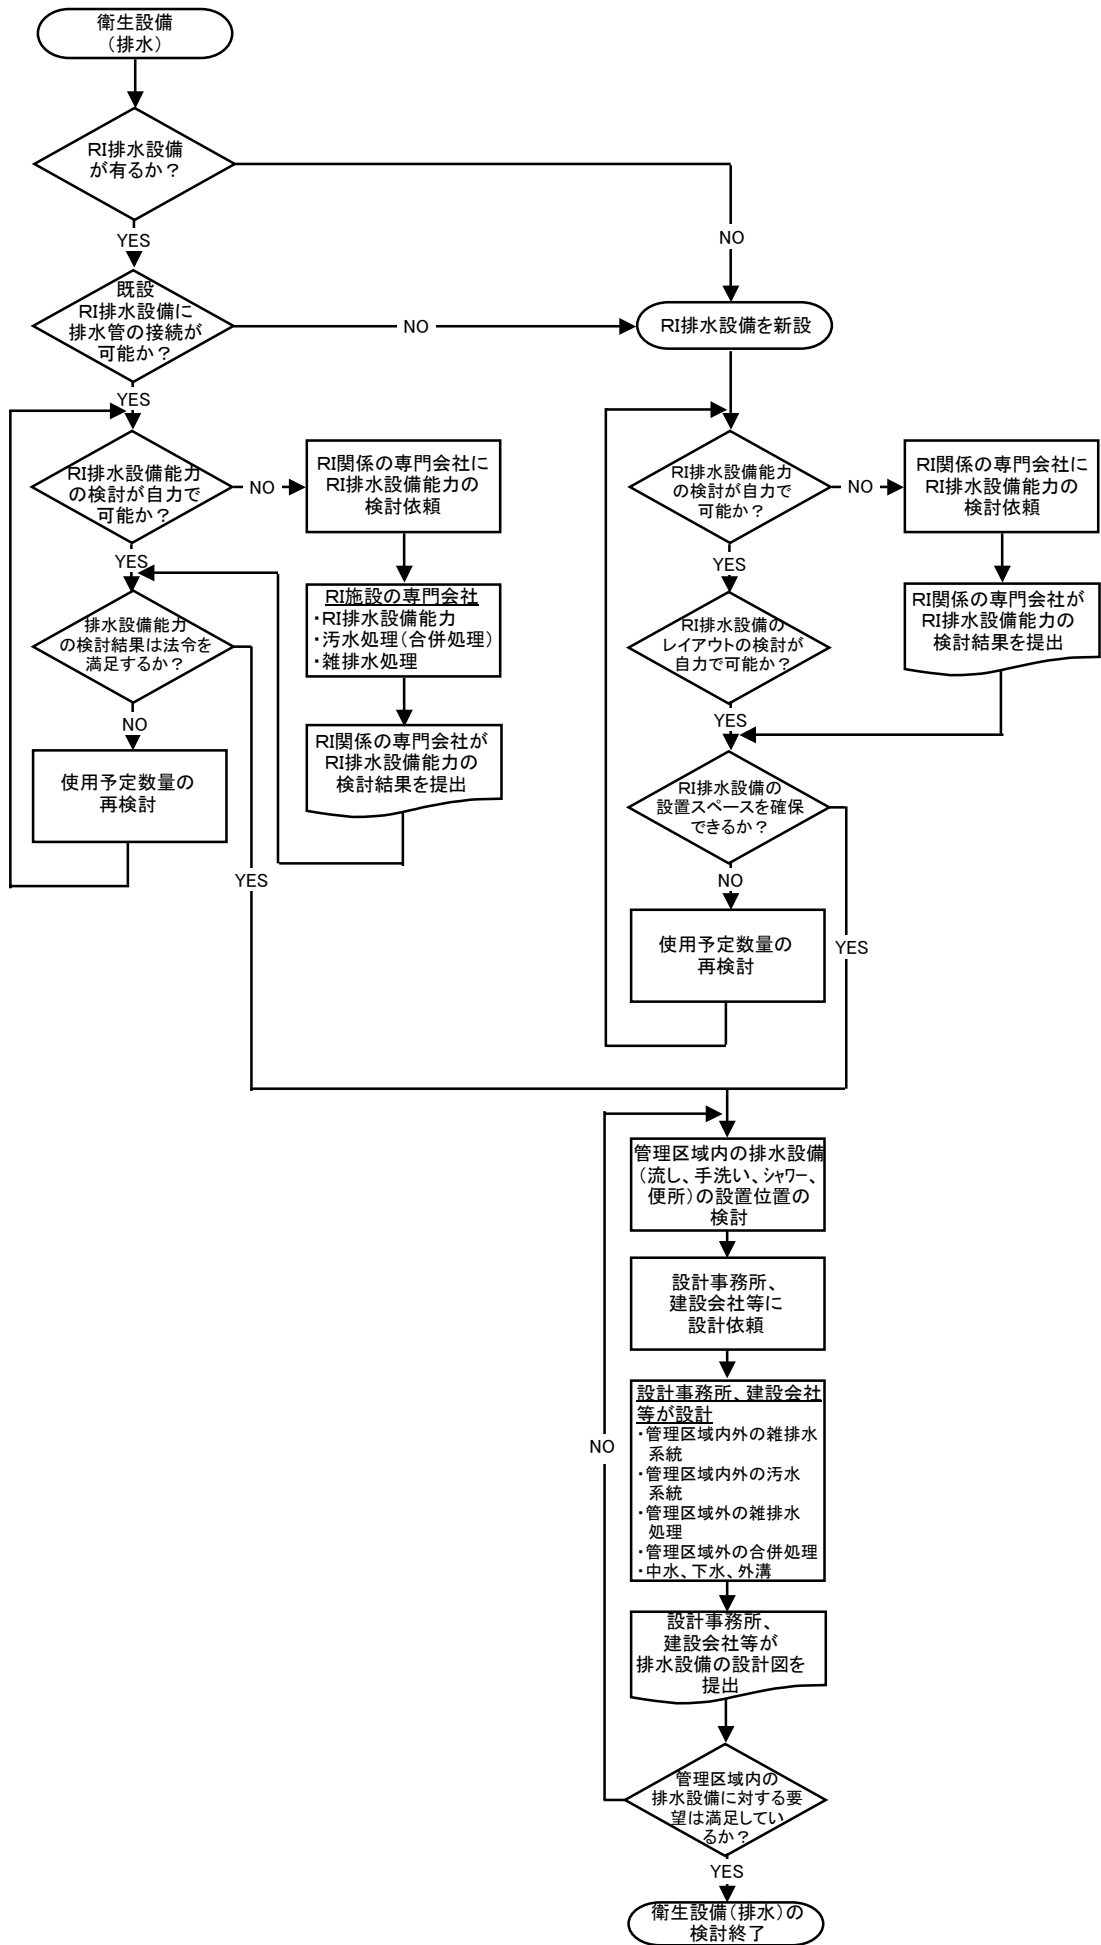 衛生設備
（排水）
RI排水設備
が有るか？
YES
NO
既設
RI排水設備に
排水管の接続が
可能か？
NO
RI排水設備を新設
YES
RI排水設備能力
の検討が自力で
可能か？
NO
RI関係の専門会社に
RI排水設備能力の
検討依頼
YES
RI施設の専門会社
・RI排水設備能力
・汚水処理（合併処理）
・雑排水処理
排水設備能力
の検討結果は法令を
満足するか？
NO
RI関係の専門会社が
RI排水設備能力の
検討結果を提出
使用予定数量の
再検討
YES
RI排水設備能力
の検討が自力で
可能か？
NO
RI関係の専門会社に
RI排水設備能力の
検討依頼
YES
RI関係の専門会社が
RI排水設備能力の
検討結果を提出
RI排水設備の
レイアウトの検討が
自力で可能か？
YES
RI排水設備の
設置スペースを確保
できるか？
NO
YES
使用予定数量の
再検討
管理区域内の排水設備
（流し、手洗い、シャワー、
便所）の設置位置の
検討
設計事務所、
建設会社等に
設計依頼
設計事務所、建設会社
等が設計
・管理区域内外の雑排水
系統
・管理区域内外の汚水
系統
・管理区域外の雑排水
処理
・管理区域外の合併処理
・中水、下水、外溝
NO
設計事務所、
建設会社等が
排水設備の設計図を
提出
管理区域内の
排水設備に対する要
望は満足してい
るか？
YES
衛生設備（排水）の
検討終了